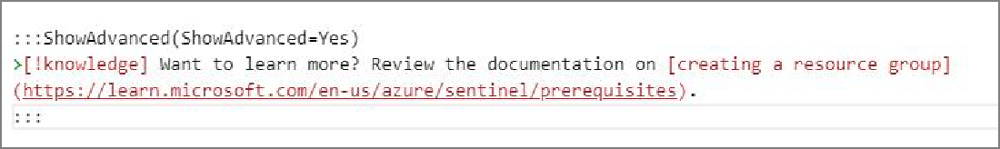 :::ShowAdvanced(ShowAdvanced=Yes)
>[!knowledge] Want to learn more? Review the documentation on [creating a resource group]
(https://learn.microsoft.com/en-us/azure/sentinel/prerequisites).
:::